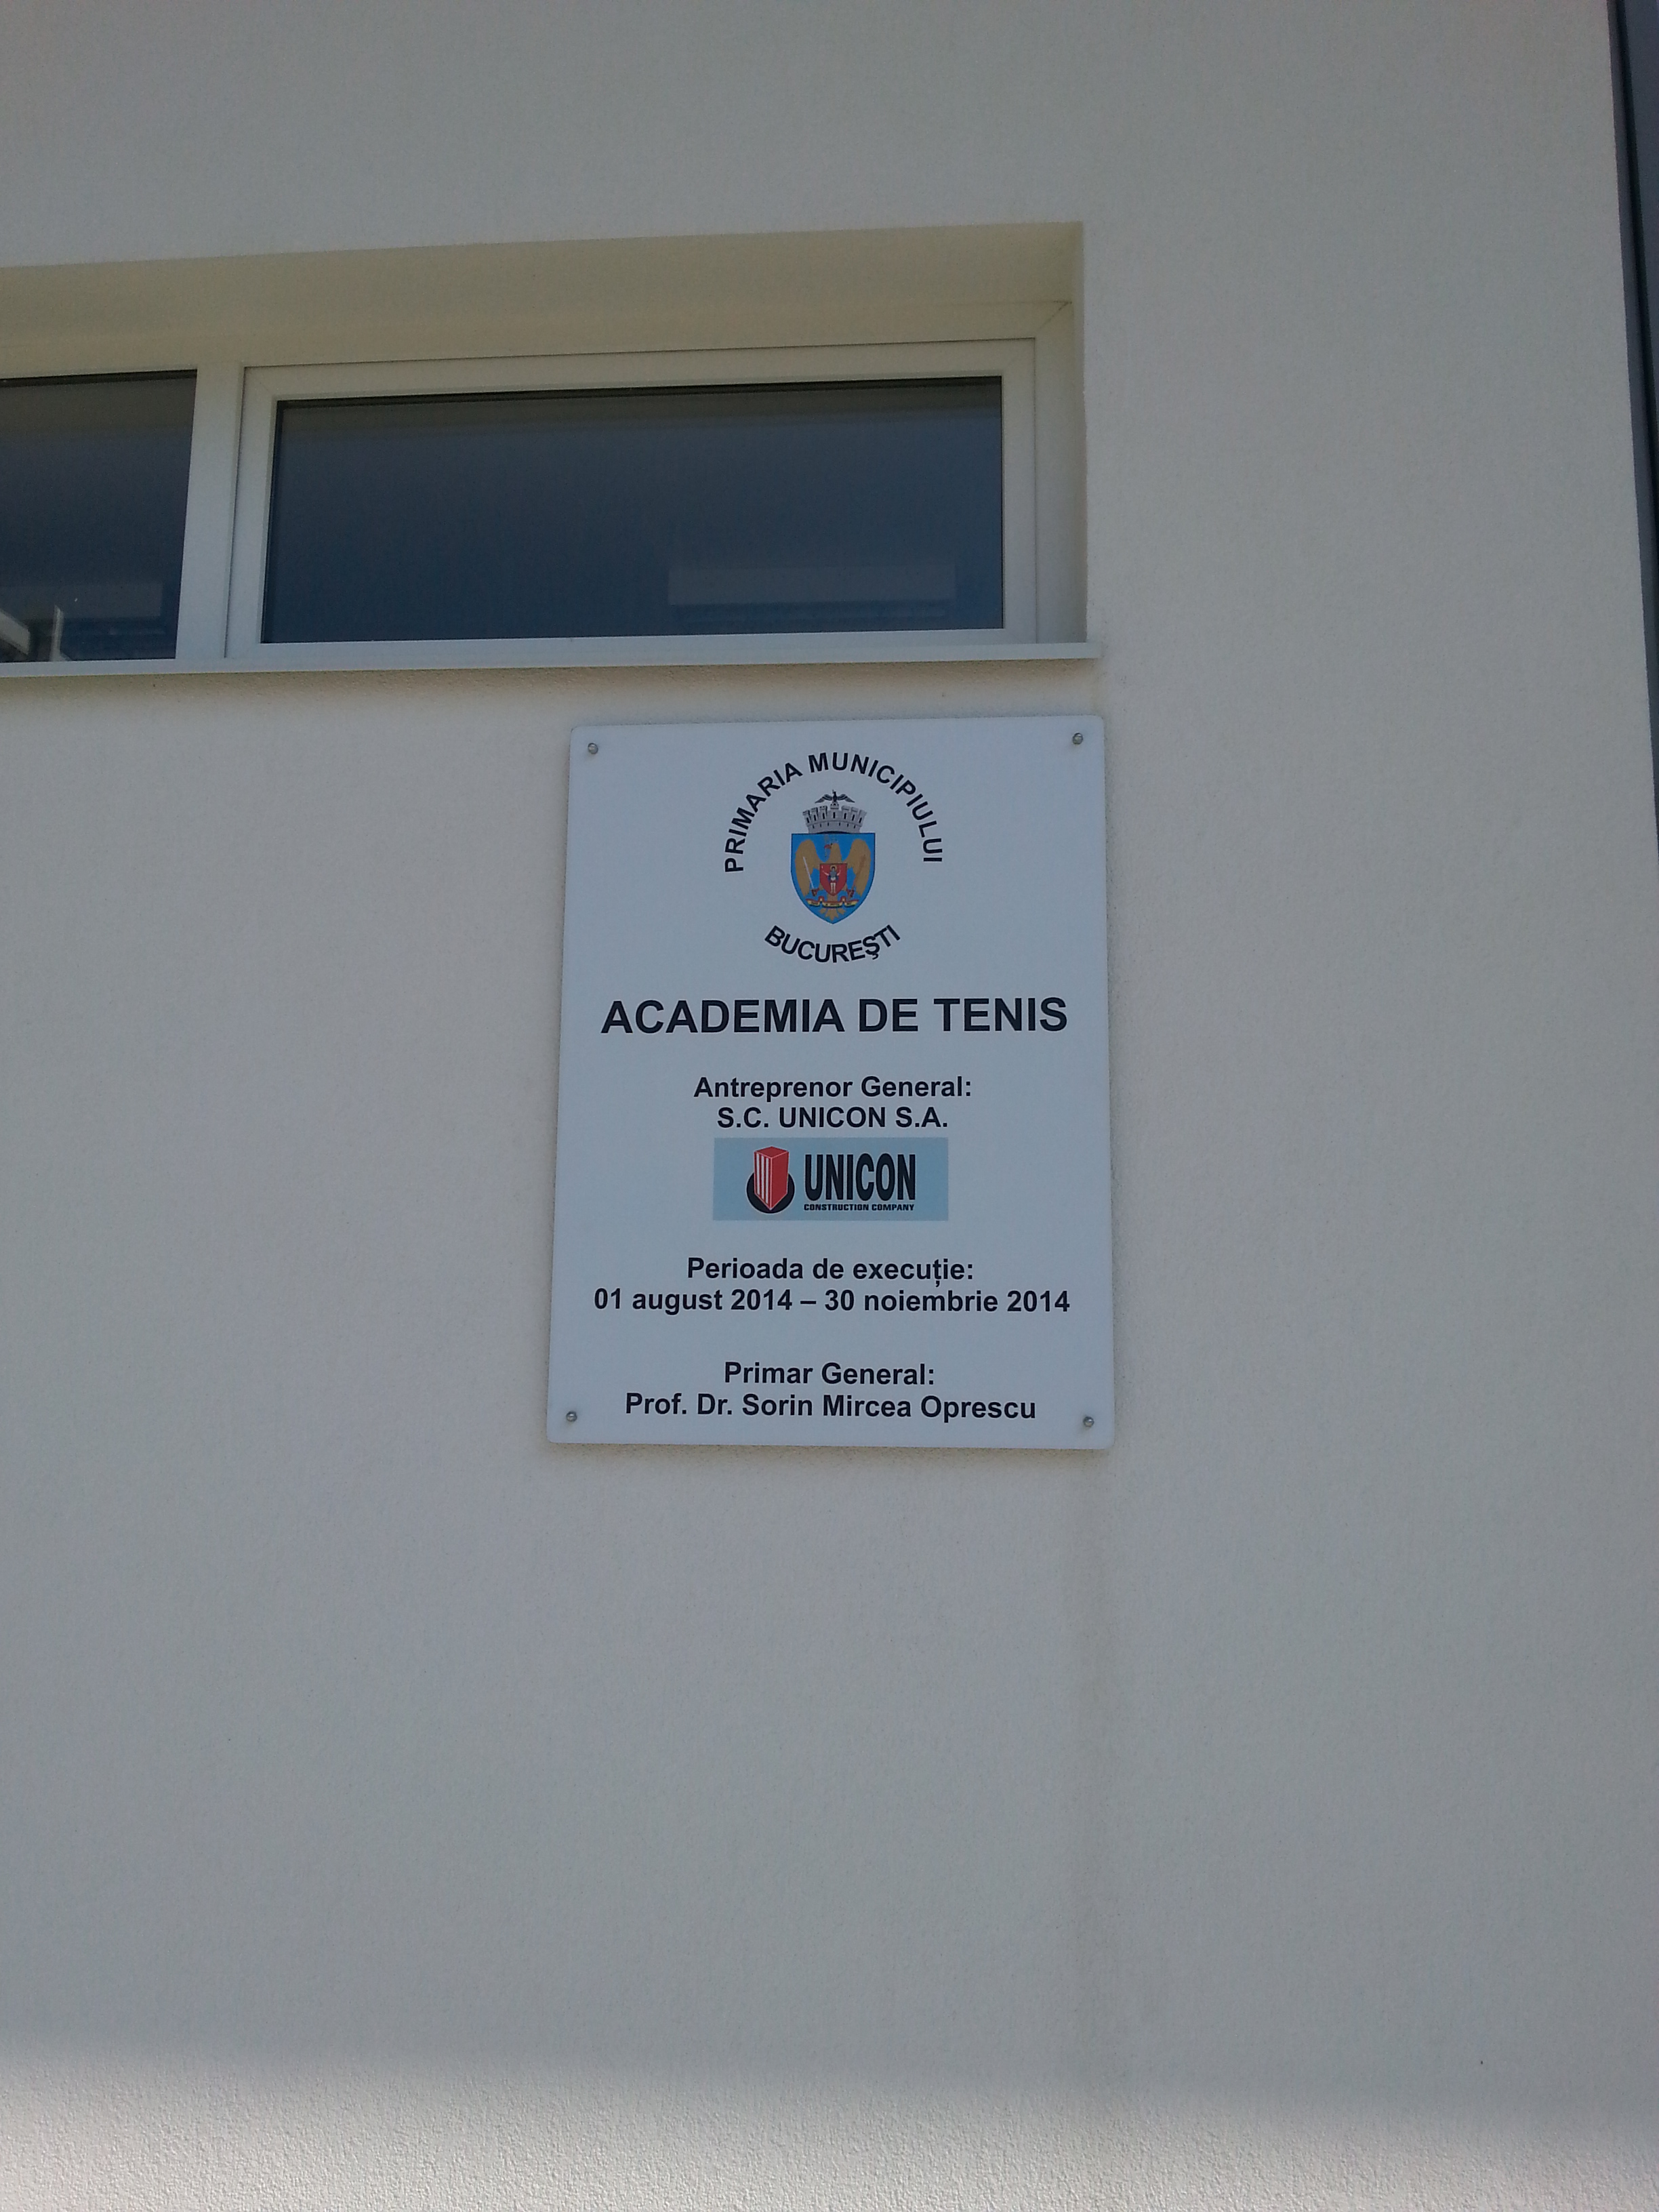 PRIMARIA MUNICIPIULUI
BUCUREŞTI
ACADEMIA DE TENIS
Antreprenor General:
S.C. UNICON S.A.
UNICON
CONSTRUCTION COMPANY
Perioada de execuție:
01 august 2014 – 30 noiembrie 2014
Primar General:
Prof. Dr. Sorin Mircea Oprescu